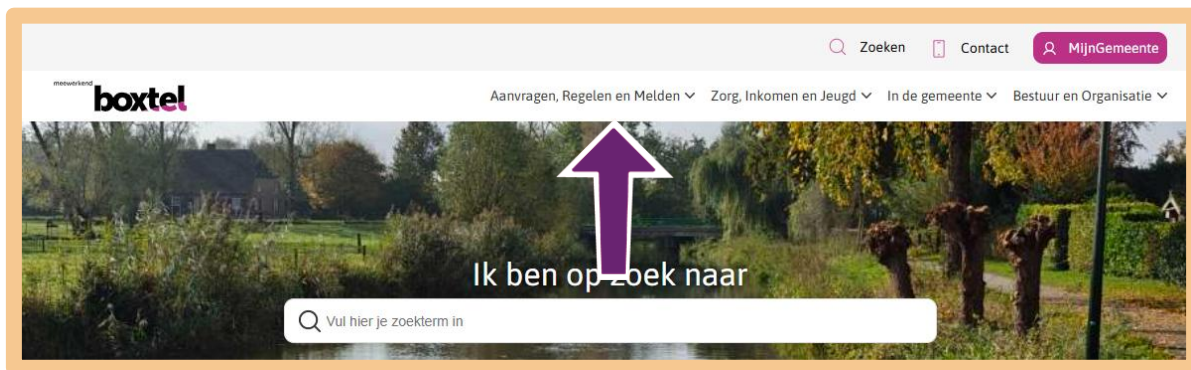 Zoeken Contact MijnGemeente
meewerkend
boxtel
Aanvragen, Regelen en Melden Zorg, Inkomen en Jeugd In de gemeente Bestuur en Organisatie
Ik ben op zoek naar
Vul hier je zoekterm in